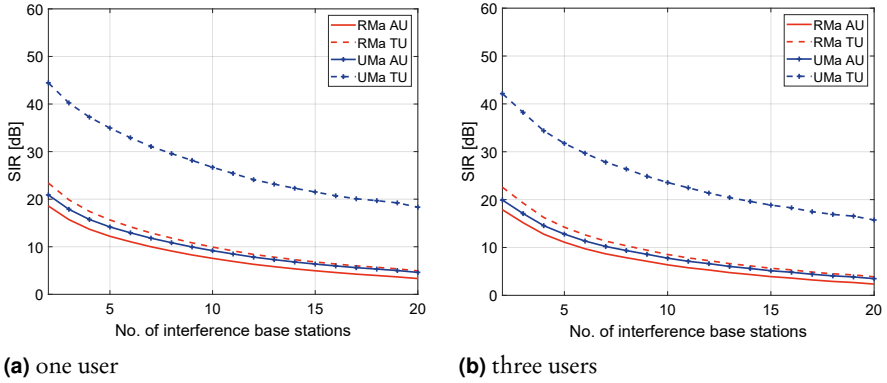 60
50
40
30
20
10
0
SIR [dB]
RMa AU
RMa TU
UMa AU
UMa TU
5
10
15
20
No. of interference base stations
(a) one user
60
50
40
30
20
10
0
SIR [dB]
RMa AU
RMa TU
UMa AU
UMa TU
5
10
15
20
No. of interference base stations
(b) three users